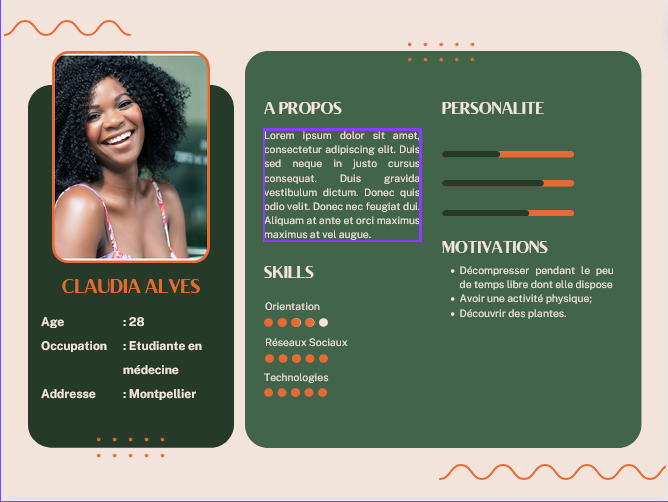 CLAUDIA ALVES
Age : 28
Occupation : Etudiante en
médecine
Addresse : Montpellier
A PROPOS
Lorem ipsum dolor sit amet,
consectetur adipiscing elit. Duis
sed neque in justo cursus
consequat. Duis gravida
vestibulum dictum. Donec quis
odio velit. Donec nec feugiat dui.
Aliquam at ante et orci maximus
maximus at vel augue.
SKILLS
Orientation
Réseaux Sociaux
Technologies
PERSONALITE
MOTIVATIONS
• Décompresser pendant le peu
de temps libre dont elle dispose
• Avoir une activité physique;
• Découvrir des plantes.